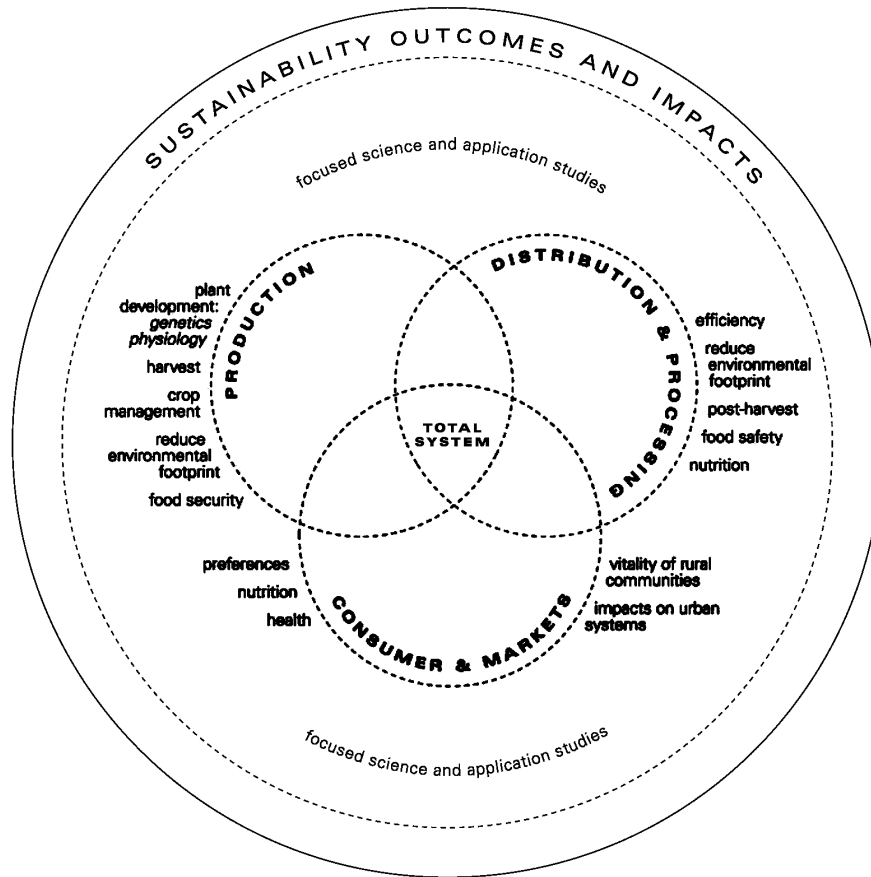 SUSTAINABILITY OUTCOMES AND IMPACTS
focused science and application studies
PRODUCTION
plant
development:
genetics
physiology
harvest
crop
management
reduce
environmental
footprint
food security
DISTRIBUTION & PROCESSING
efficiency
reduce
environmental
footprint
post-harvest
food safety
nutrition
TOTAL
SYSTEM
preferences
nutrition
health
CONSUMER & MARKETS
vitality of rural
communities
impacts on urban
systems
focused science and application studies